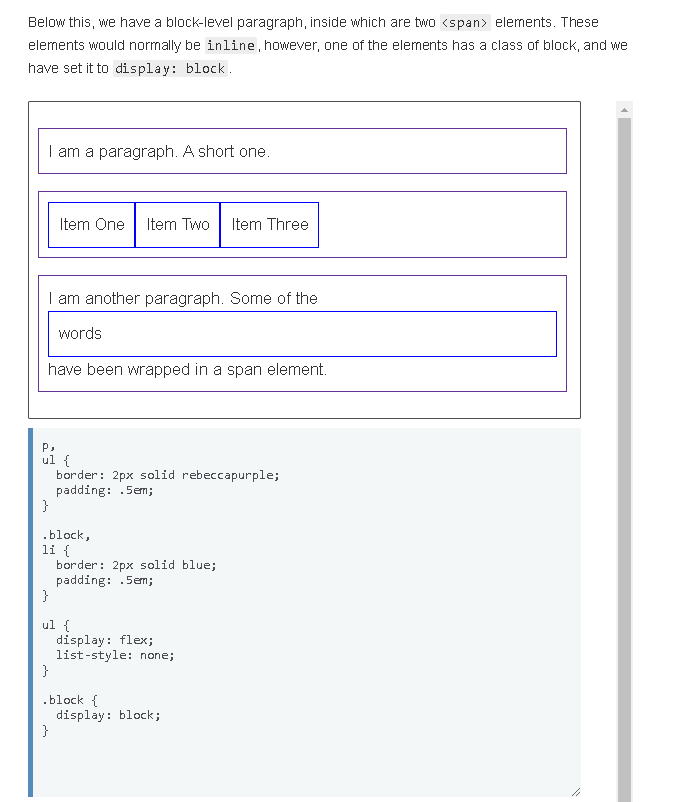 Below this, we have a block-level paragraph, inside which are two <span> elements. These
elements would normally be inline, however, one of the elements has a class of block, and we
have set it to display: block.
I am a paragraph. A short one.
Item One Item Two Item Three
I am another paragraph. Some of the
words
have been wrapped in a span element.
p,
ul {
  border: 2px solid rebeccapurple;
  padding: .5em;
}

.block,
li {
  border: 2px solid blue;
  padding: .5em;
}

ul {
  display: flex;
  list-style: none;
}

.block {
  display: block;
}